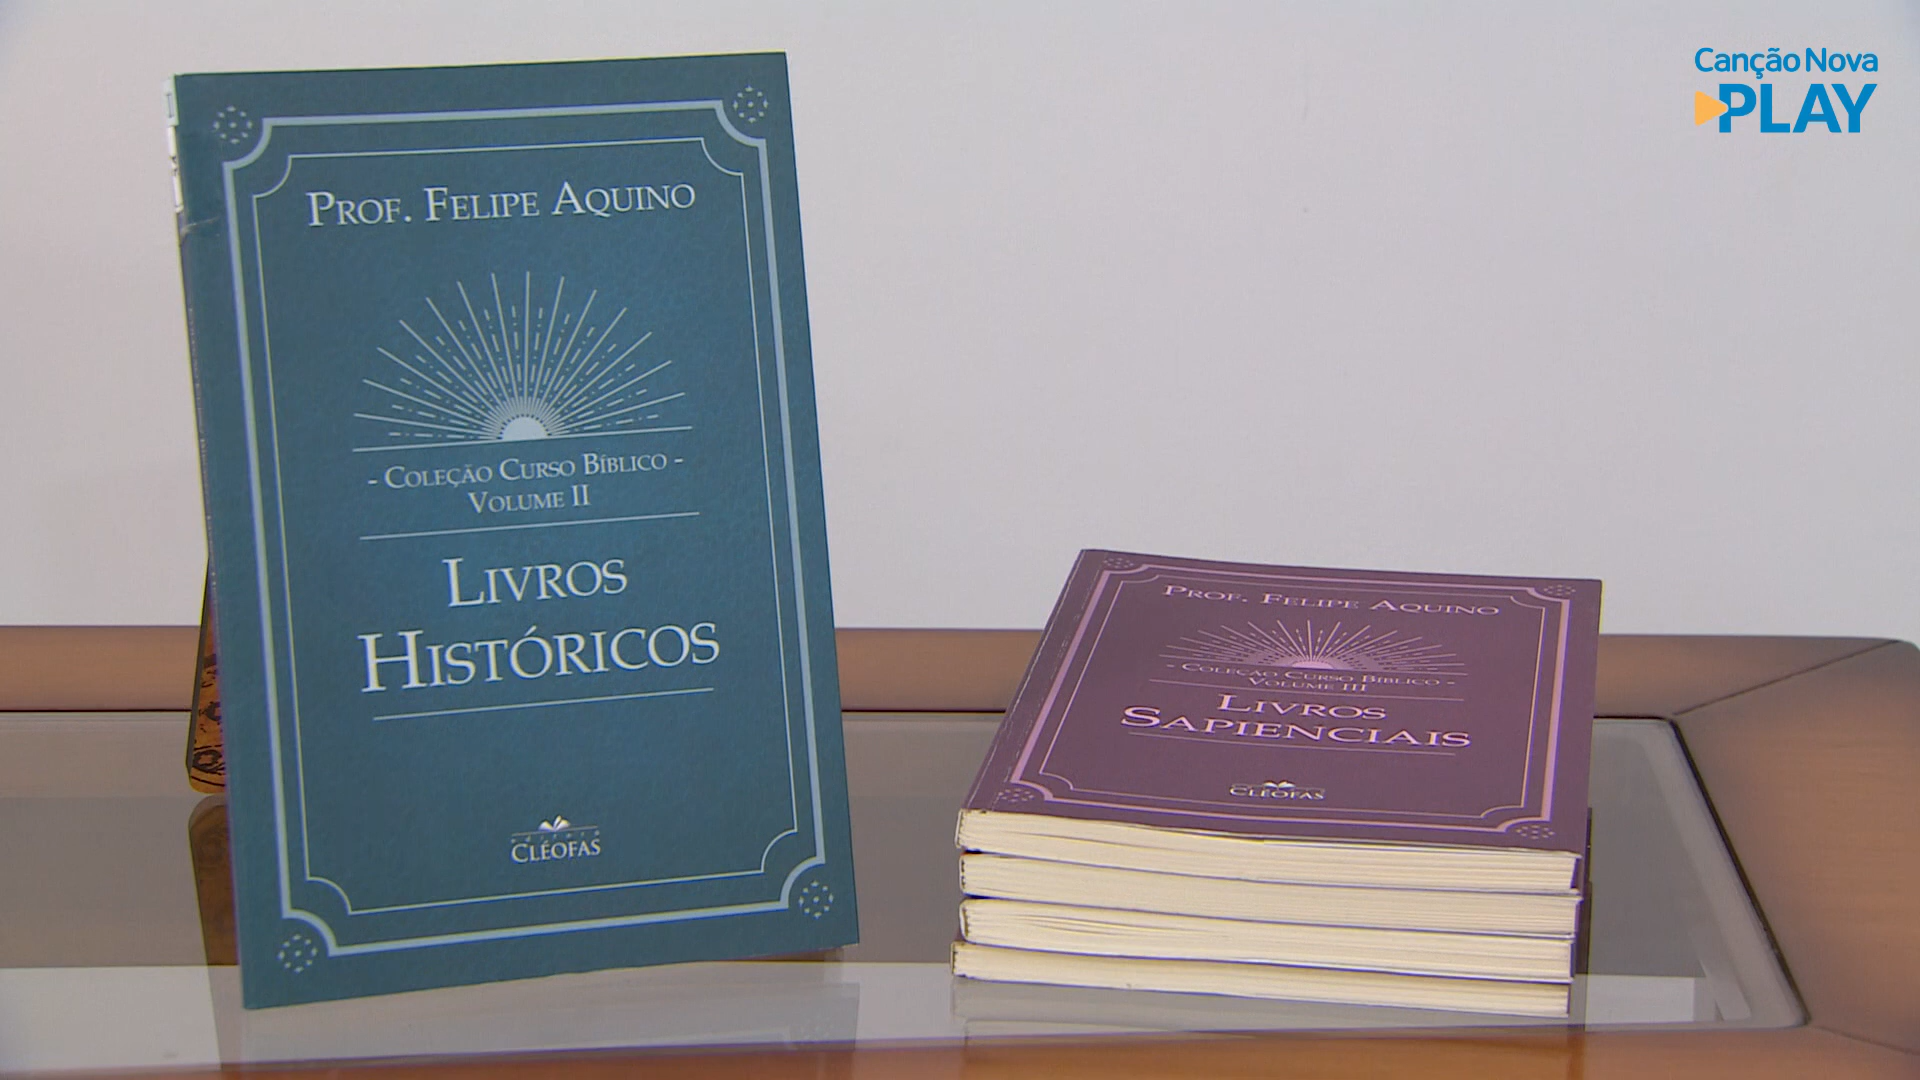 Canção Nova
PLAY
PROF. FELIPE AQUINO
- COLEÇÃO CURSO BÍBLICO -
VOLUME II
LIVROS
HISTÓRICOS
editora
CLÉOFAS
PROF. FELIPE AQUINO
- COLEÇÃO CURSO BÍBLICO -
VOLUME III
LIVROS
SAPIENCIAIS
CLÉOFAS